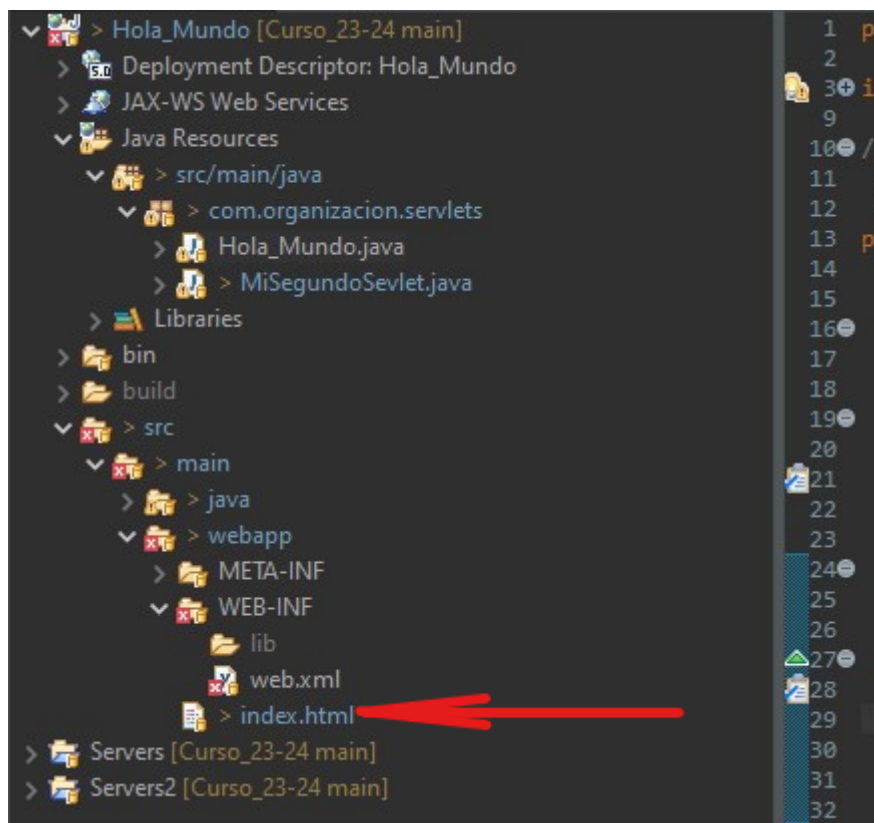 > Hola_Mundo [Curso_23-24 main]
5.0 Deployment Descriptor: Hola_Mundo
JAX-WS Web Services
Java Resources
> src/main/java
> com.organizacion.servlets
Hola_Mundo.java
> MiSegundoSevlet.java
Libraries
bin
build
> src
> main
> java
> webapp
META-INF
WEB-INF
lib
web.xml
> index.html
Servers [Curso_23-24 main]
Servers2 [Curso_23-24 main]
1 p
2
3 i
9
10 /
11
12
13 p
14
15
16
17
18
19
20
21
22
23
24
25
26
27
28
29
30
31
32